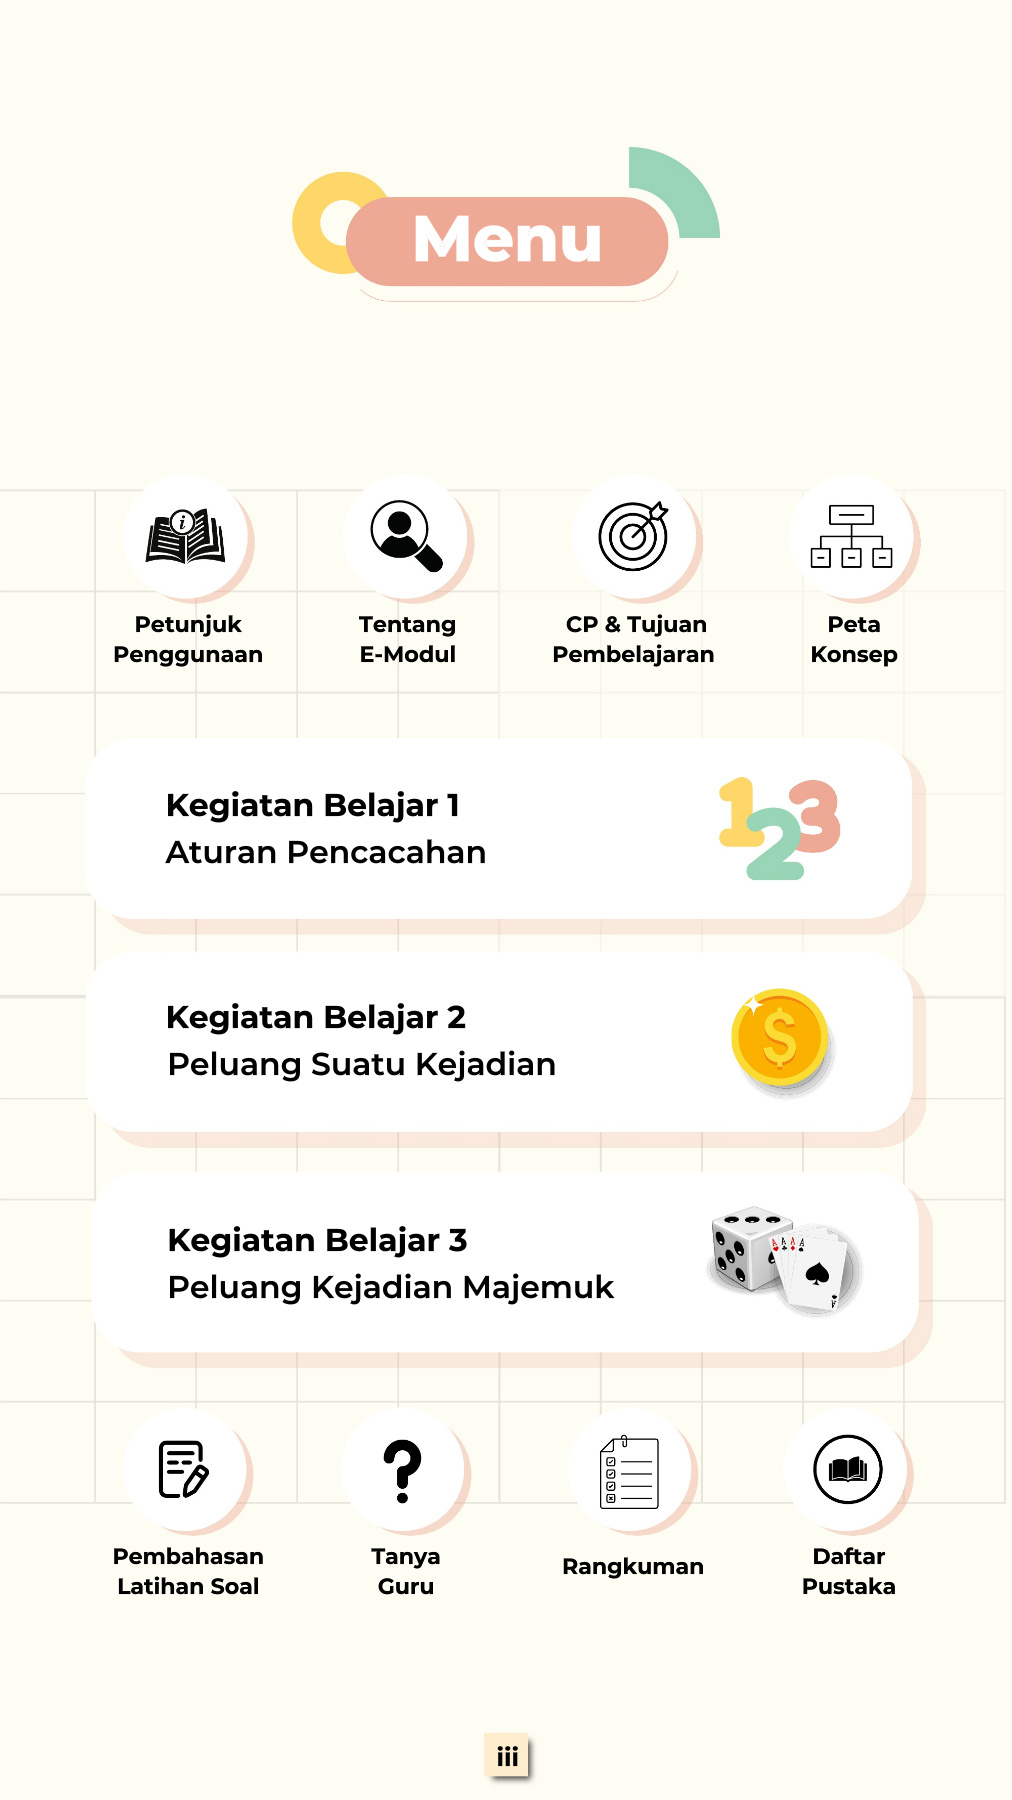 Menu
Petunjuk
Penggunaan
Tentang
E-Modul
CP & Tujuan
Pembelajaran
Peta
Konsep
Kegiatan Belajar 1
Aturan Pencacahan
123
Kegiatan Belajar 2
Peluang Suatu Kejadian
$
Kegiatan Belajar 3
Peluang Kejadian Majemuk
A A A A
A
Pembahasan
Latihan Soal
Tanya
Guru
Rangkuman
Daftar
Pustaka
iii